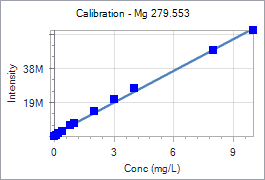 Calibration - Mg 279.553
Intensity
38M
19M
0
3
6
9
Conc (mg/L)